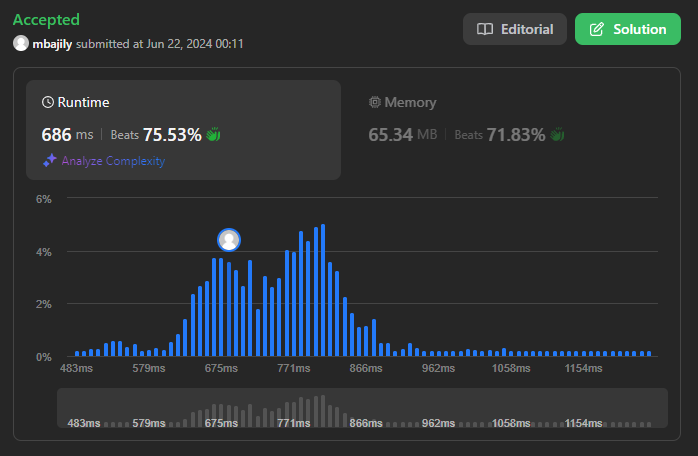 Accepted
mbajily submitted at Jun 22, 2024 00:11
Editorial
Solution
Runtime
686 ms Beats 75.53%
Analyze Complexity
Memory
65.34 MB Beats 71.83%
6%
4%
2%
0%
483ms 579ms 675ms 771ms 866ms 962ms 1058ms 1154ms
483ms 579ms 675ms 771ms 866ms 962ms 1058ms 1154ms